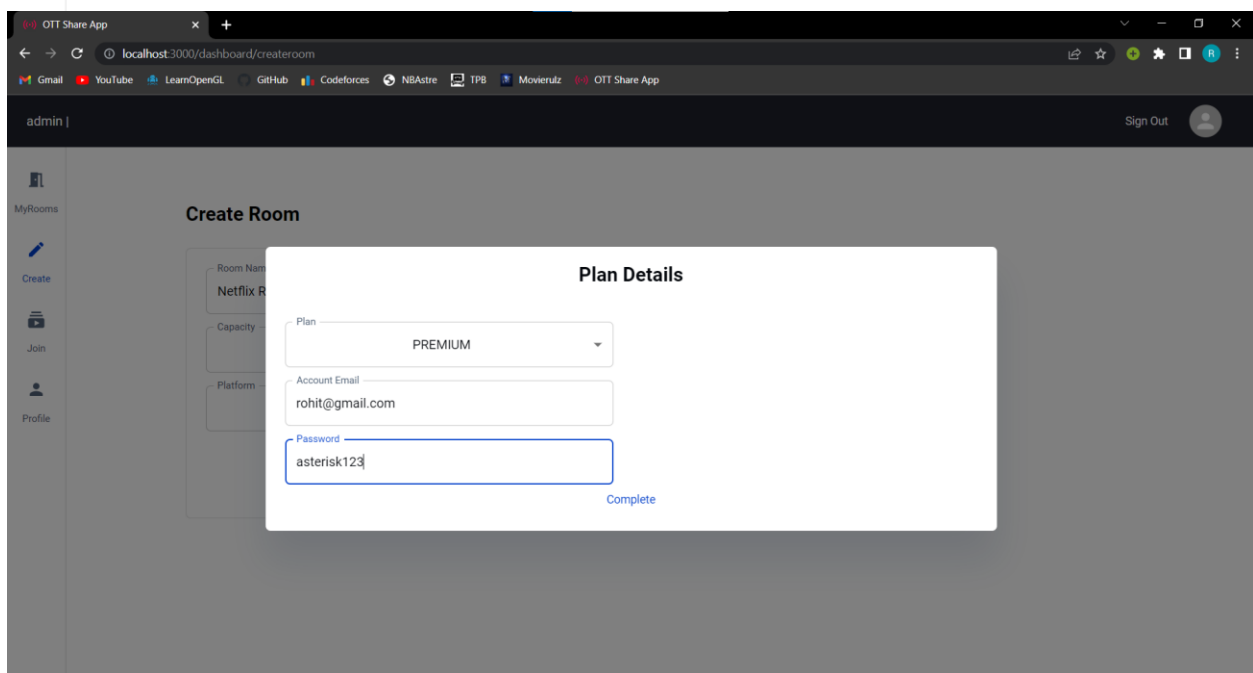 OTT Share App
localhost:3000/dashboard/createroom
R
Gmail YouTube LearnOpenGL GitHub Codeforces NBAstre TPB Movierulz OTT Share App
admin | Sign Out
MyRooms
Create
Join
Profile
Create Room
Room Nam
Netflix R
Capacity
Platform
Plan Details
Plan
PREMIUM
Account Email
rohit@gmail.com
Password
asterisk123
Complete